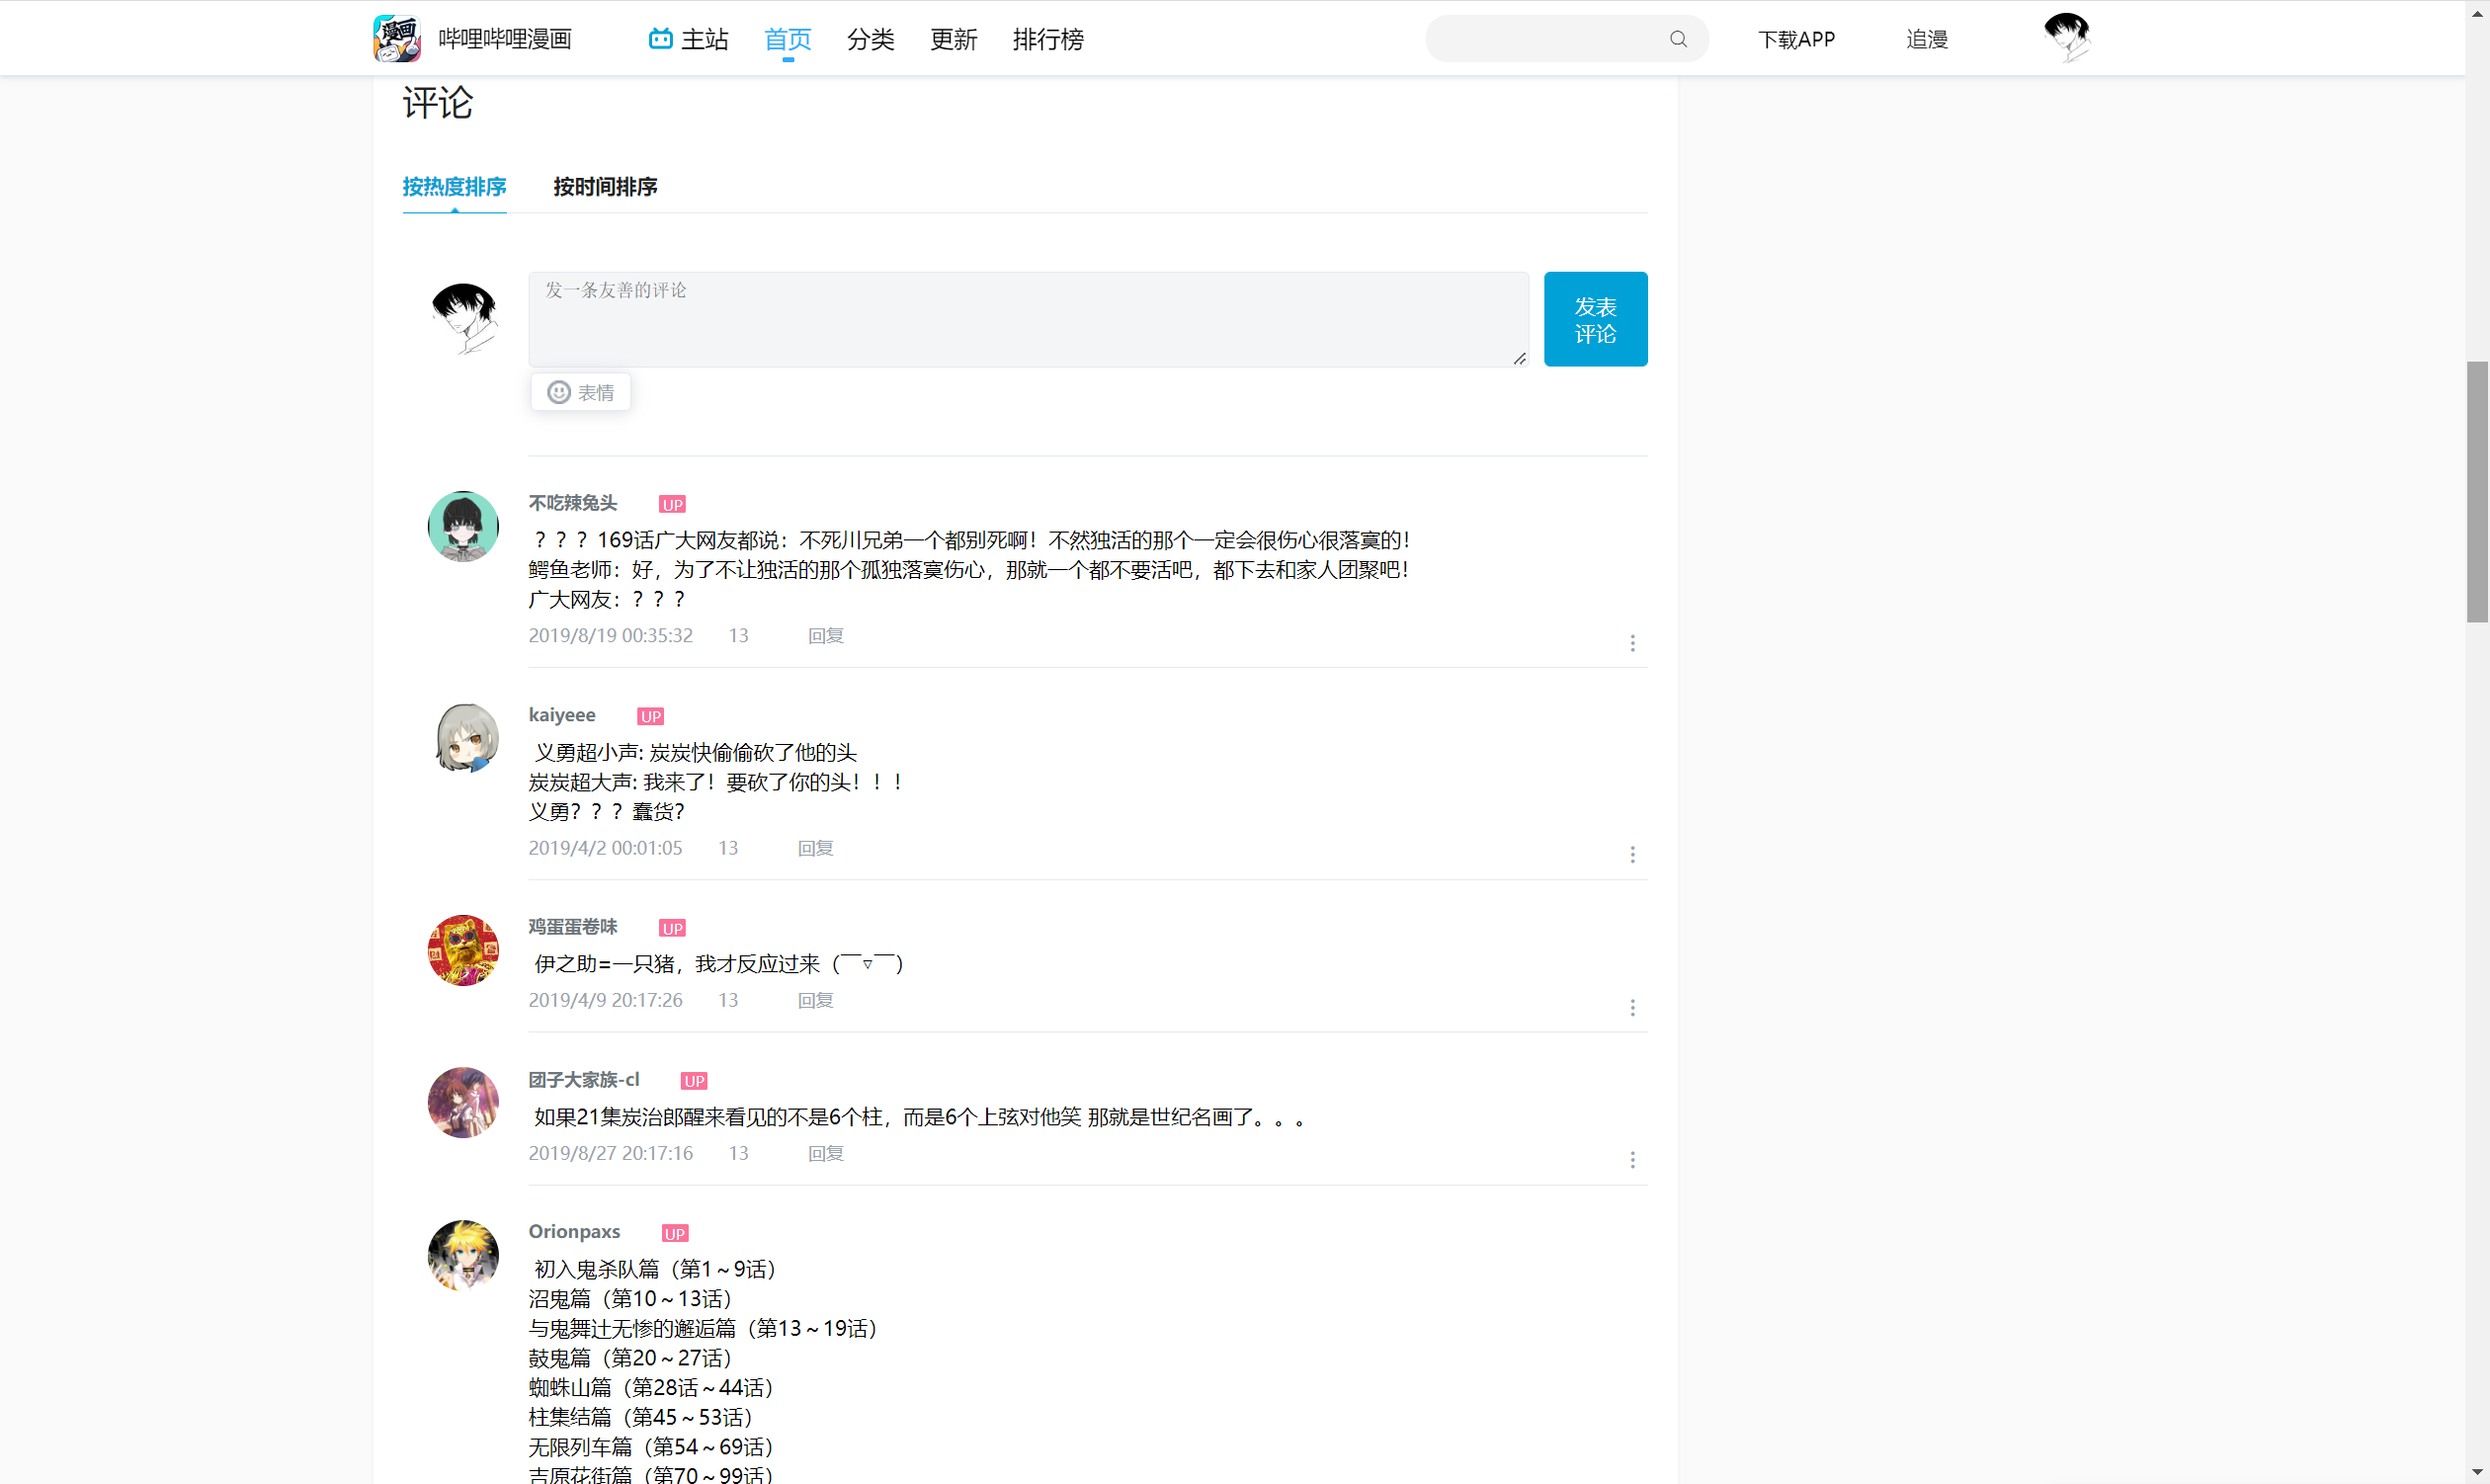 漫画
哔哩哔哩漫画
主站
首页
分类
更新
排行榜
下载APP
追漫
评论
按热度排序
按时间排序
发一条友善的评论
发表
评论
表情
不吃辣兔头 UP
？？？169话广大网友都说：不死川兄弟一个都别死啊！不然独活的那个一定会很伤心很落寞的！
鳄鱼老师：好，为了不让独活的那个孤独落寞伤心，那就一个都不要活吧，都下去和家人团聚吧！
广大网友：？？？
2019/8/19 00:35:32 13 回复
kaiyeee UP
义勇超小声: 炭炭快偷偷砍了他的头
炭炭超大声: 我来了！要砍了你的头！！！
义勇？？？蠢货？
2019/4/2 00:01:05 13 回复
鸡蛋蛋卷味 UP
伊之助=一只猪，我才反应过来（￣▽￣）
2019/4/9 20:17:26 13 回复
团子大家族-cl UP
如果21集炭治郎醒来看见的不是6个柱，而是6个上弦对他笑 那就是世纪名画了。。。
2019/8/27 20:17:16 13 回复
Orionpaxs UP
初入鬼杀队篇（第1～9话）
沼鬼篇（第10～13话）
与鬼舞辻无惨的邂逅篇（第13～19话）
鼓鬼篇（第20～27话）
蜘蛛山篇（第28话～44话）
柱集结篇（第45～53话）
无限列车篇（第54～69话）
吉原花街篇（第70～99话）